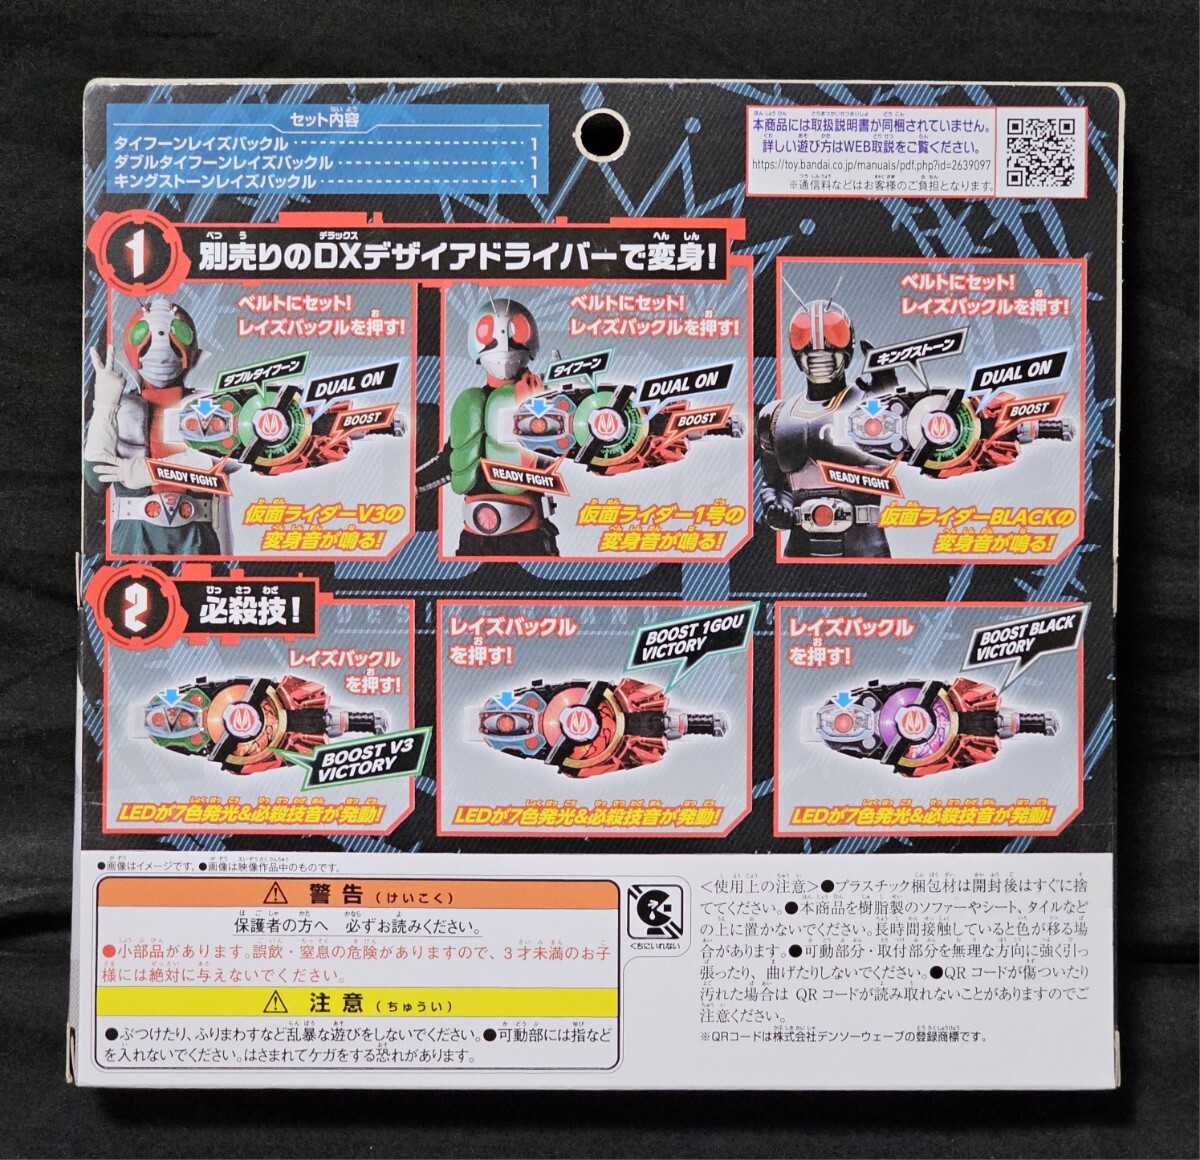 セット内容
タイフーンレイズバックル 1
ダブルタイフーンレイズバックル 1
キングストーンレイズバックル 1
本商品には取扱説明書が同梱されていません。
詳しい遊び方はWEB取説をご覧ください。
https://toy.bandai.co.jp/manuals/pdf.php?id=2639097
※通信料などはお客様のご負担となります。
1 別売りのDXデザイアドライバーで変身!
ベルトにセット!
レイズバックルを押す!
ダブルタイフーン
DUAL ON
BOOST
READY FIGHT
仮面ライダーV3の
変身音が鳴る!
ベルトにセット!
レイズバックルを押す!
タイフーン
DUAL ON
BOOST
READY FIGHT
仮面ライダー1号の
変身音が鳴る!
ベルトにセット!
レイズバックルを押す!
キングストーン
DUAL ON
BOOST
READY FIGHT
仮面ライダーBLACKの
変身音が鳴る!
2 必殺技!
レイズバックル
を押す!
BOOST V3
VICTORY
LEDが7色発光&必殺技音が発動!
レイズバックル
を押す!
BOOST 1GOU
VICTORY
LEDが7色発光&必殺技音が発動!
レイズバックル
を押す!
BOOST BLACK
VICTORY
LEDが7色発光&必殺技音が発動!
●画像はイメージです。●画像は映像作品中のものです。
⚠ 警告(けいこく)
保護者の方へ 必ずお読みください。
●小部品があります。誤飲・窒息の危険がありますので、3才未満のお子
様には絶対に与えないでください。
⚠ 注意(ちゅうい)
●ぶつけたり、ふりまわすなど乱暴な遊びをしないでください。●可動部には指など
を入れないでください。はさまれてケガをする恐れがあります。
くちにいれない
<使用上の注意>●プラスチック梱包材は開封後はすぐに捨
ててください。●本商品を樹脂製のソファーやシート、タイルなど
の上に置かないでください。長時間接触していると色が移る場
合があります。●可動部分・取付部分を無理な方向に強く引っ
張ったり、曲げたりしないでください。●QRコードが傷ついたり
汚れた場合は QRコードが読み取れないことがありますのでご
注意ください。
※QRコードは株式会社デンソーウェーブの登録商標です。